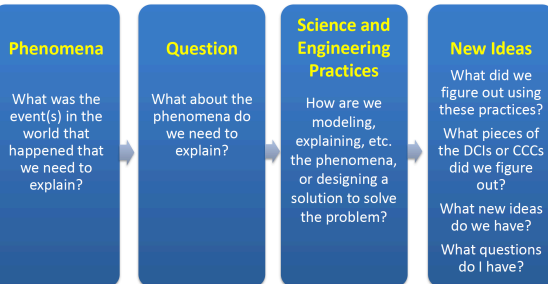 Phenomena
What was the
event(s) in the
world that
happened that
we need to
explain?
Question
What about the
phenomena do
we need to
explain?
Science and
Engineering
Practices
How are we
modeling,
explaining, etc.
the phenomena,
or designing a
solution to solve
the problem?
New Ideas
What did we
figure out using
these practices?
What pieces of
the DCIs or CCCs
did we figure
out?
What new ideas
do we have?
What questions
do I have?